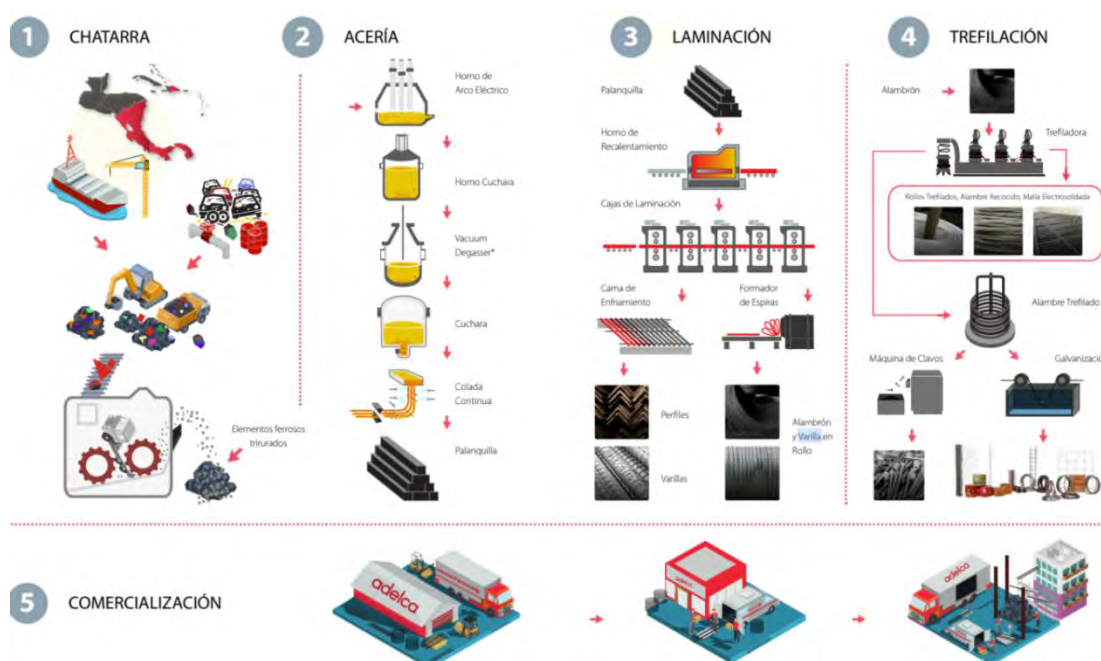 1 CHATARRA
Elementos ferrosos
triturados
2 ACERÍA
Horno de
Arco Eléctrico
Horno Cuchara
Vacuum
Degasser*
Cuchara
Colada
Continua
Palanquilla
3 LAMINACIÓN
Palanquilla
Horno de
Recalentamiento
Cajas de Laminación
Cama de
Enfriamiento
Formador
de Espiras
Perfiles
Varillas
Alambrón
y Varilla en
Rollo
4 TREFILACIÓN
Alambrón
Trefiladora
Rollos Trefilados, Alambre Recocido, Malla Electrosoldada
Alambre Trefilado
Máquina de Clavos
Galvanizació
5 COMERCIALIZACIÓN
adelca
adelca
adelca